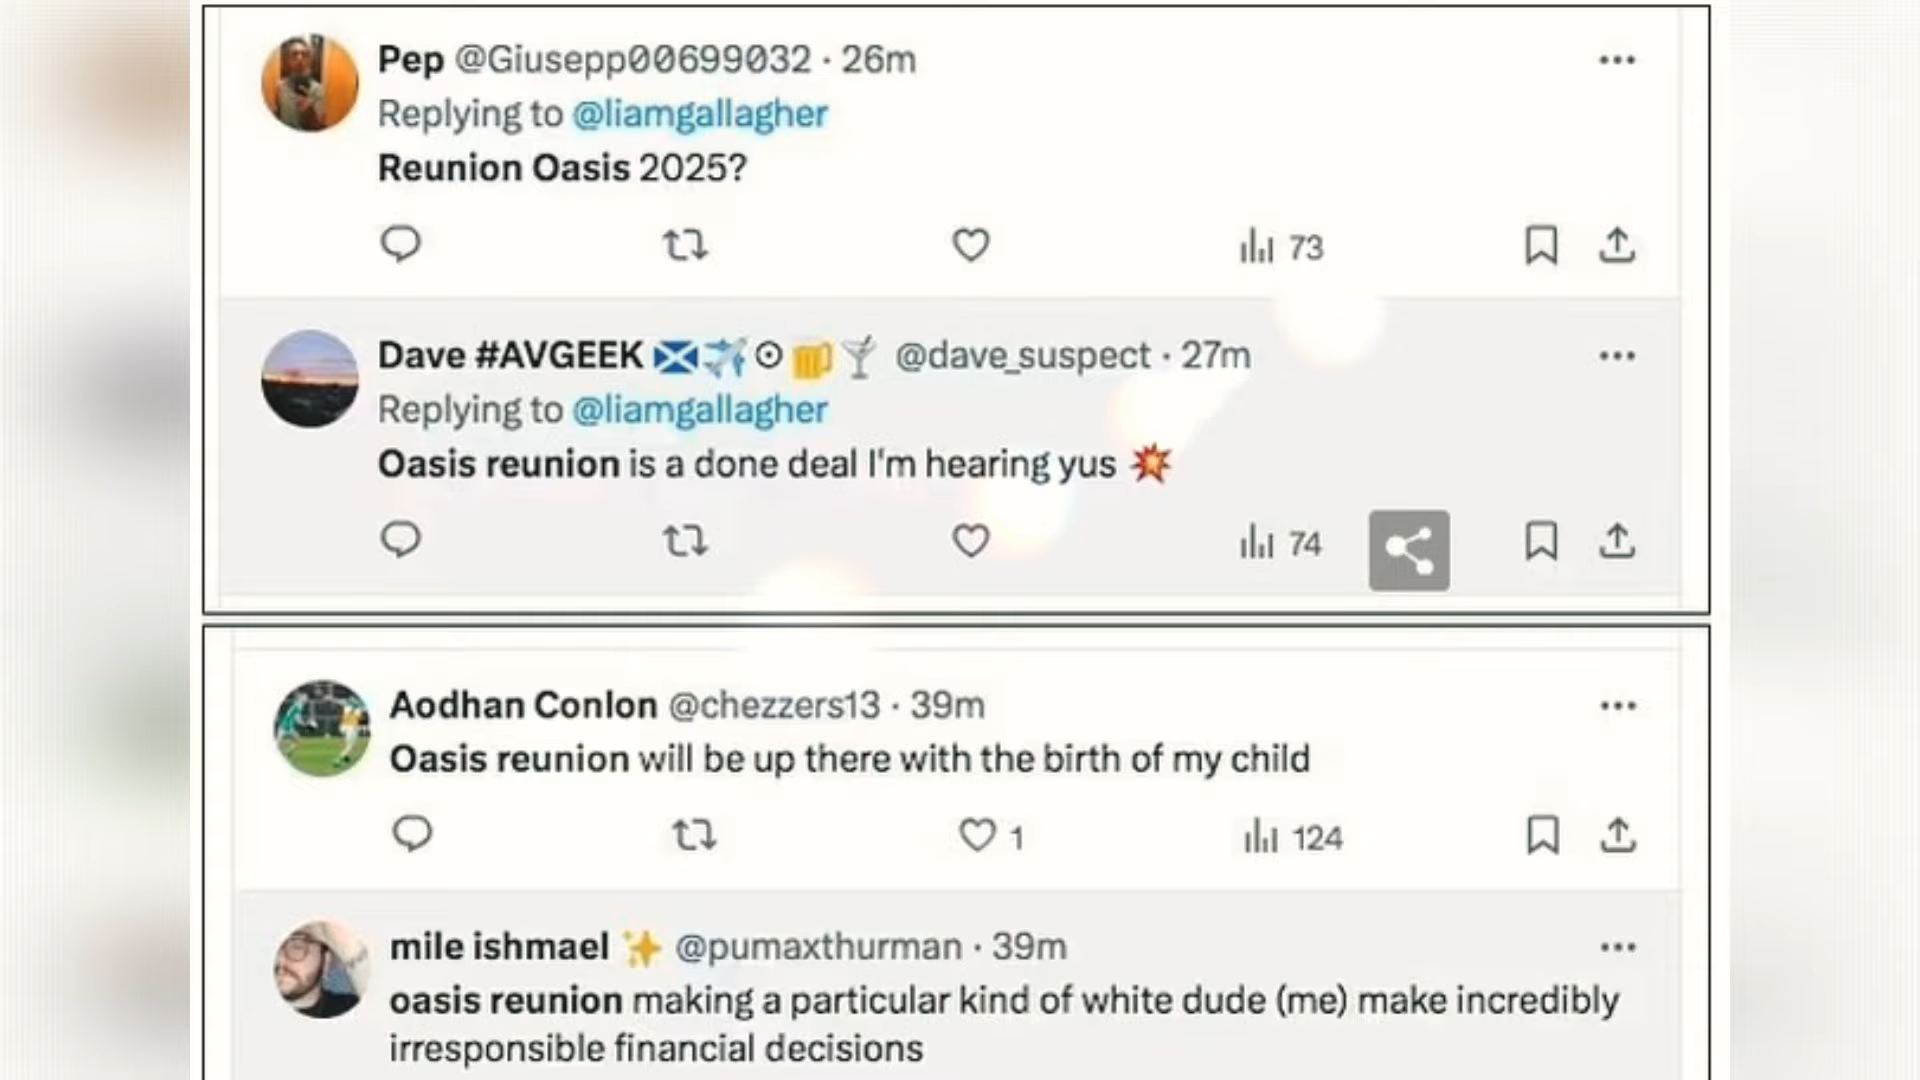 Pep @Giusepp00699032 · 26m
Replying to @liamgallagher
Reunion Oasis 2025?
73
Dave #AVGEEK 🏴󠁧󠁢󠁳󠁣󠁴󠁿✈️⊙🍺🍸 @dave_suspect · 27m
Replying to @liamgallagher
Oasis reunion is a done deal I'm hearing yus 💥
74
Aodhan Conlon @chezzers13 · 39m
Oasis reunion will be up there with the birth of my child
1 124
mile ishmael ✨ @pumaxthurman · 39m
oasis reunion making a particular kind of white dude (me) make incredibly
irresponsible financial decisions